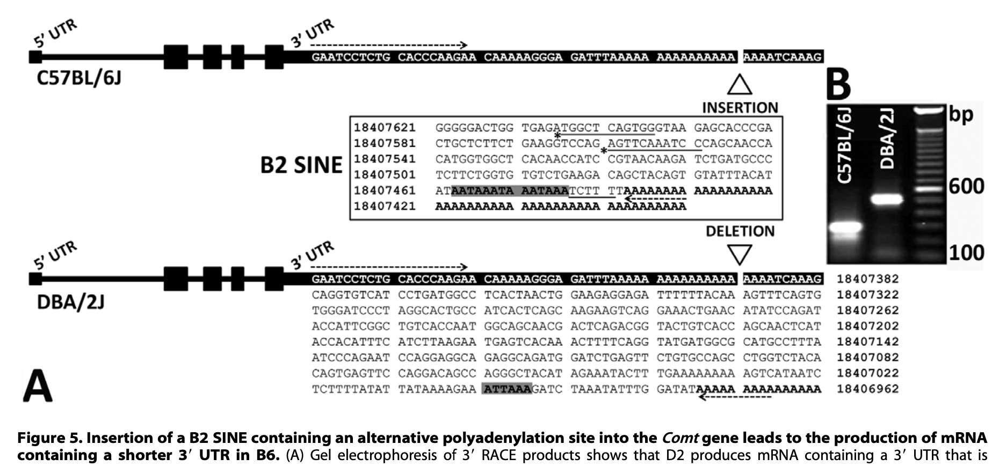 5′ UTR
3′ UTR
GAATCCTCTG CACCCAAGAA CAAAAAGGGA GATTTAAAAA AAAAAAAAAA AAAATCAAAG
C57BL/6J
INSERTION
B2 SINE
18407621 GGGGGACTGG TGAGATGGCT CAGTGGGTAA GAGCACCCGA
*
18407581 CTGCTCTTCT GAAGGTCCAG AGTTCAAATC CCAGCAACCA
*
18407541 CATGGTGGCT CACAACCATC CGTAACAAGA TCTGATGCCC
18407501 TCTTCTGGTG TGTCTGAAGA CAGCTACAGT GTATTTACAT
18407461 ATAATAAATA AATAAATCTT TTAAAAAAAA AAAAAAAAAA
18407421 AAAAAAAAAA AAAAAAAAAA AAAAAAAAAA
DELETION
B
C57BL/6J
DBA/2J
bp
600
100
5′ UTR
3′ UTR
GAATCCTCTG CACCCAAGAA CAAAAAGGGA GATTTAAAAA AAAAAAAAAA AAAATCAAAG 18407382
DBA/2J
CAGGTGTCAT CCTGATGGCC TCACTAACTG GAAGAGGAGA TTTTTTACAA AGTTTCAGTG 18407322
TGGGATCCCT AGGCACTGCC ATCACTCAGC AAGAAGTCAG GAAACTGAAC ATATCCAGAT 18407262
ACCATTCGGC TGTCACCAAT GGCAGCAACG ACTCAGACGG TACTGTCACC AGCAACTCAT 18407202
ACCACATTTC ATCTTAAGAA TGAGTCACAA ACTTTTCAGG TATGATGGCG CATGCCTTTA 18407142
ATCCCAGAAT CCAGGAGGCA GAGGCAGATG GATCTGAGTT CTGTGCCAGC CTGGTCTACA 18407082
CAGTGAGTTC CAGGACAGCC AGGGCTACAT AGAAATACTT TGAAAAAAAA AGTCATAATC 18407022
TCTTTTATAT TATAAAAGAA ATTAAAGATC TAAATATTTG GATATAAAAA AAAAAAAAAA 18406962
A
Figure 5. Insertion of a B2 SINE containing an alternative polyadenylation site into the Comt gene leads to the production of mRNA
containing a shorter 3′ UTR in B6. (A) Gel electrophoresis of 3′ RACE products shows that D2 produces mRNA containing a 3′ UTR that is